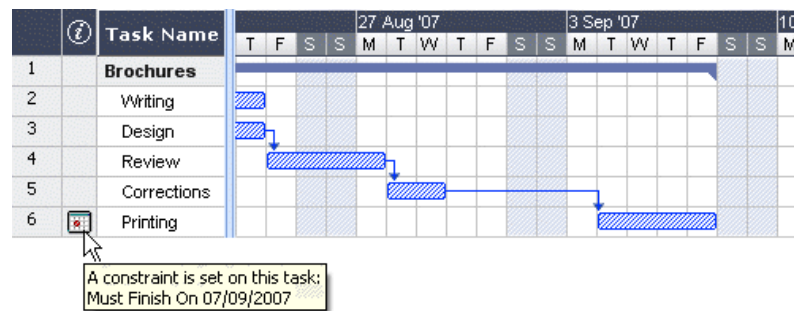 27 Aug '07 3 Sep '07 10
i Task Name T F S S M T W T F S S M T W T F S S M
1 Brochures
2 Writing
3 Design
4 Review
5 Corrections
6 Printing
A constraint is set on this task:
Must Finish On 07/09/2007